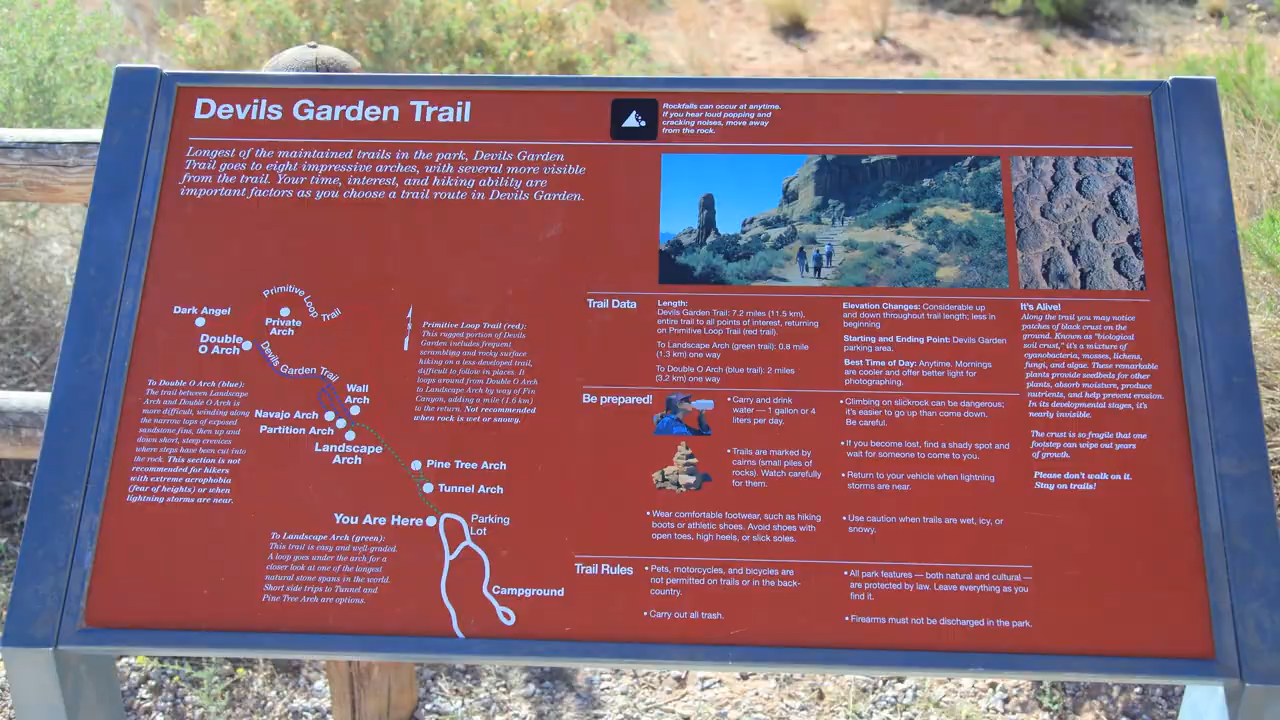 Devils Garden Trail
Rockfalls can occur at anytime.
If you hear loud popping and
cracking noises, move away
from the rock.
Longest of the maintained trails in the park, Devils Garden
Trail goes to eight impressive arches, with several more visible
from the trail. Your time, interest, and hiking ability are
important factors as you choose a trail route in Devils Garden.
Primitive Loop Trail
Dark Angel
Private
Arch
Double
O Arch
Devils Garden Trail
Wall
Arch
Navajo Arch
Partition Arch
Landscape
Arch
Pine Tree Arch
Tunnel Arch
You Are Here
Parking
Lot
Campground
Primitive Loop Trail (red):
This rugged portion of Devils
Garden includes frequent
scrambling and rocky surface
hiking on a less developed trail,
difficult to follow in places. It
loops around from Double O Arch
to Landscape Arch by way of Fin
Canyon, adding a mile (1.6 km)
to the return. Not recommended
when rock is wet or snowy.
To Double O Arch (blue):
The trail between Landscape
Arch and Double O Arch is
more difficult, winding along
the narrow tops of exposed
sandstone fins, then up and
down short, steep crevices
where steps have been cut into
the rock. This section is not
recommended for hikers
with extreme acrophobia
(fear of heights) or when
lightning storms are near.
To Landscape Arch (green):
This trail is easy and well-graded.
A loop goes under the arch for a
closer look at one of the longest
natural stone spans in the world.
Short side trips to Tunnel and
Pine Tree Arch are options.
Trail Data
Length:
Devils Garden Trail: 7.2 miles (11.5 km),
entire trail to all points of interest, returning
on Primitive Loop Trail (red trail).
To Landscape Arch (green trail): 0.8 mile
(1.3 km) one way
To Double O Arch (blue trail): 2 miles
(3.2 km) one way
Elevation Changes: Considerable up
and down throughout trail length; less in
beginning
Starting and Ending Point: Devils Garden
parking area.
Best Time of Day: Anytime. Mornings
are cooler and offer better light for
photographing.
Be prepared!
• Carry and drink
water — 1 gallon or 4
liters per day.
• Trails are marked by
cairns (small piles of
rocks). Watch carefully
for them.
• Wear comfortable footwear, such as hiking
boots or athletic shoes. Avoid shoes with
open toes, high heels, or slick soles.
• Climbing on slickrock can be dangerous;
it's easier to go up than come down.
Be careful.
• If you become lost, find a shady spot and
wait for someone to come to you.
• Return to your vehicle when lightning
storms are near.
• Use caution when trails are wet, icy, or
snowy.
Trail Rules
• Pets, motorcycles, and bicycles are
not permitted on trails or in the back-
country.
• Carry out all trash.
• All park features — both natural and cultural —
are protected by law. Leave everything as you
find it.
• Firearms must not be discharged in the park.
It's Alive!
Along the trail you may notice
patches of black crust on the
ground. Known as "biological
soil crust," it's a mixture of
cyanobacteria, mosses, lichens,
fungi, and algae. These remarkable
plants provide seedbeds for other
plants, absorb moisture, produce
nutrients, and help prevent erosion.
In its developmental stages, it's
nearly invisible.
The crust is so fragile that one
footstep can wipe out years
of growth.
Please don't walk on it.
Stay on trails!